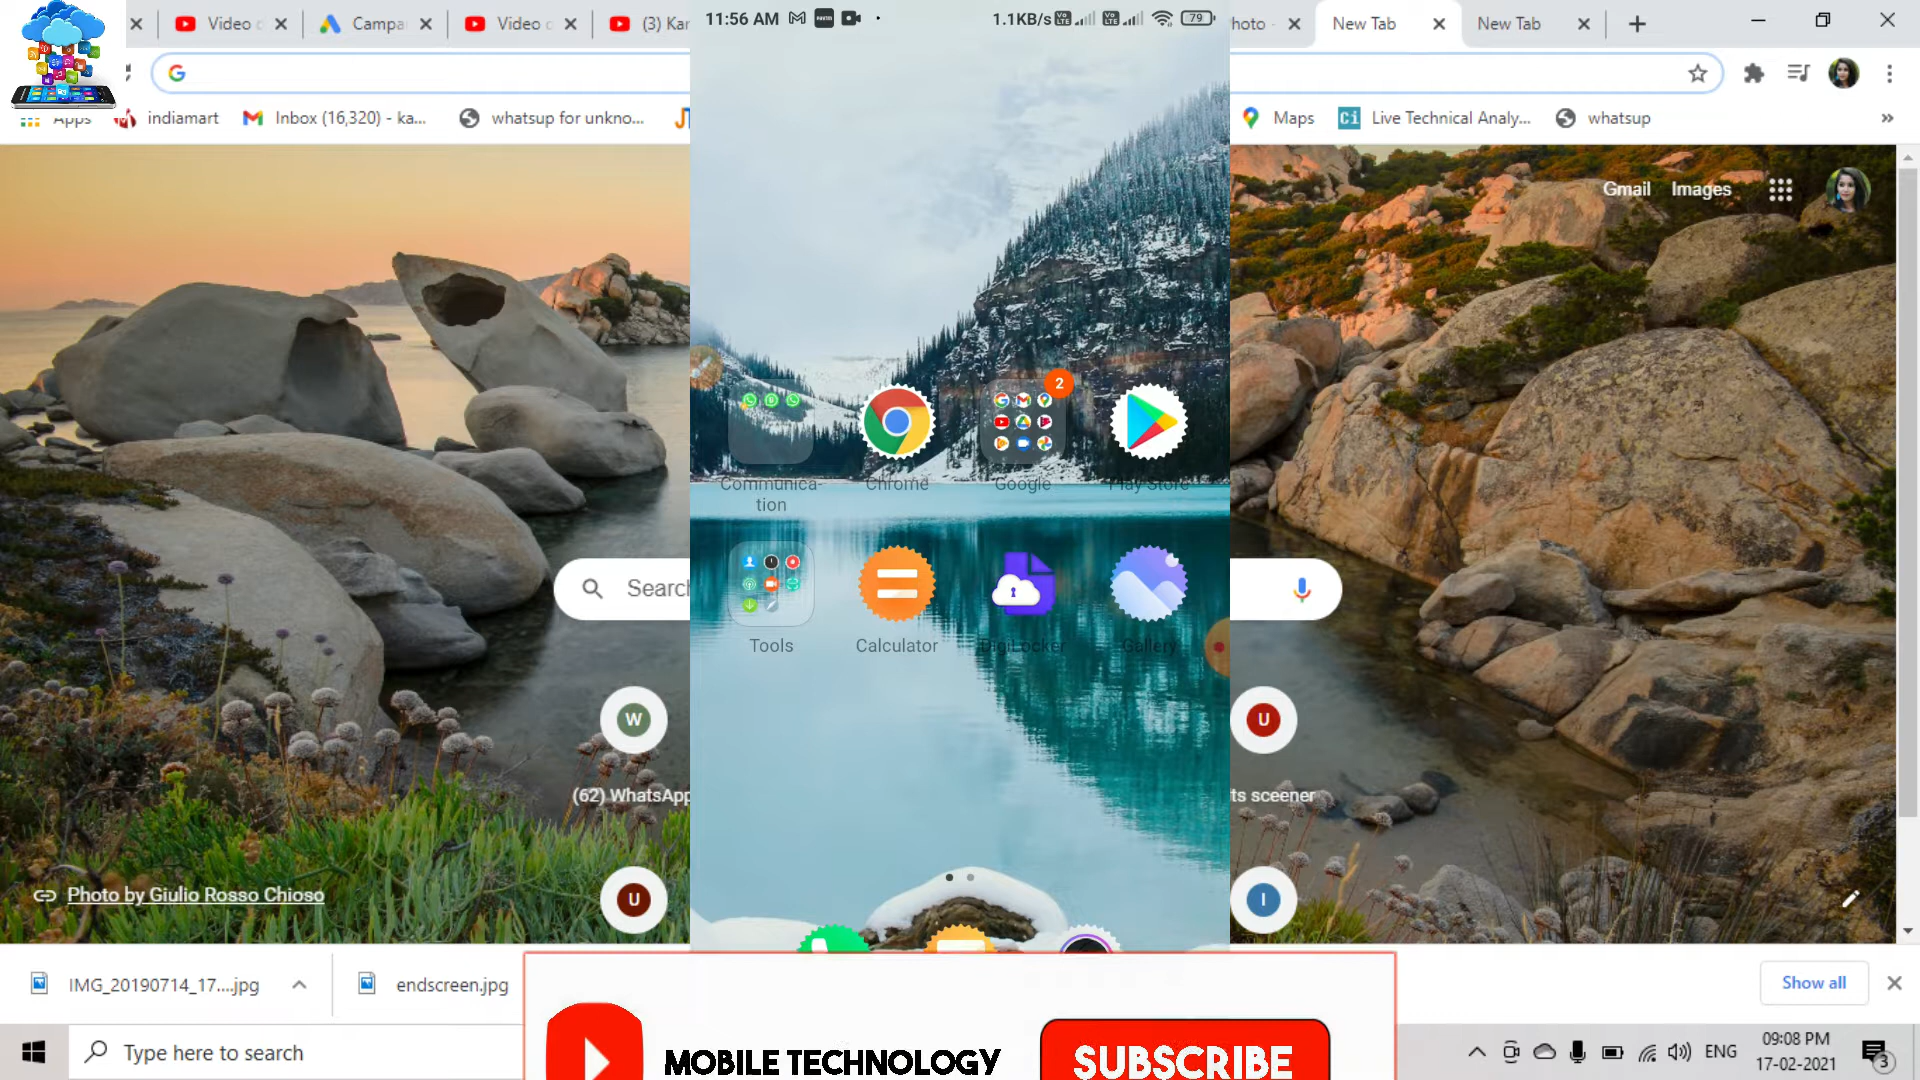 Video c
Campa
Video c
(3) Kar
11:56 AM
1.1KB/s
79
hoto
New Tab
New Tab
Apps
indiamart
Inbox (16,320) - ka...
whatsup for unkno...
Maps
Live Technical Analy...
whatsup
Gmail
Images
2
Communica-
tion
Chrome
Google
Play Store
Search
Tools
Calculator
DigiLocker
Gallery
W
U
(62) WhatsApp
ts sceener
U
I
Photo by Giulio Rosso Chioso
IMG_20190714_17....jpg
endscreen.jpg
Show all
Type here to search
MOBILE TECHNOLOGY
SUBSCRIBE
ENG
09:08 PM
17-02-2021
3